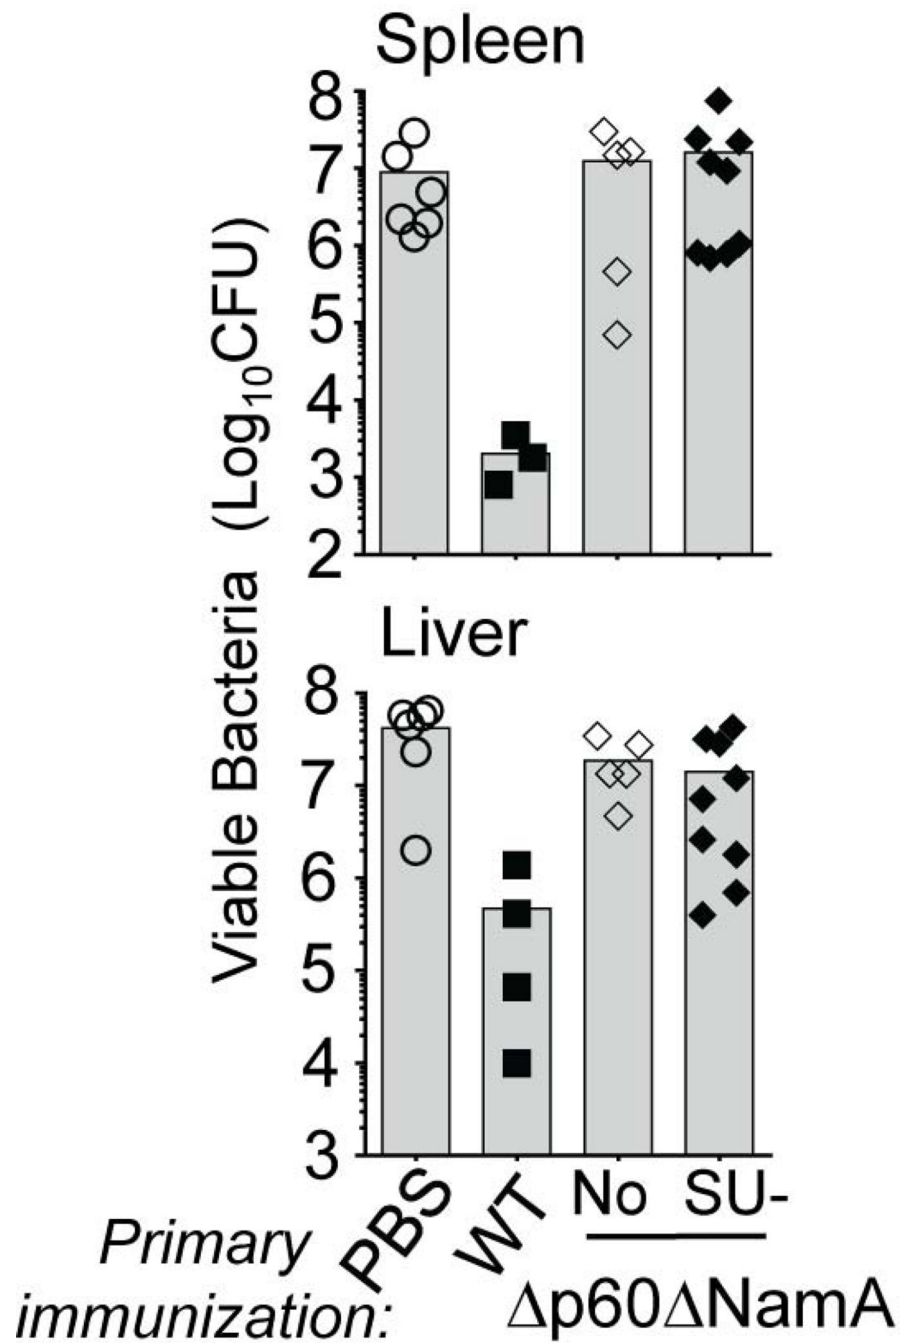 Spleen
8
7
6
5
4
3
2
Viable Bacteria (Log₁₀CFU)
Liver
8
7
6
5
4
3
PBS WT No SU-
Primary
immunization:
Δp60ΔNamA